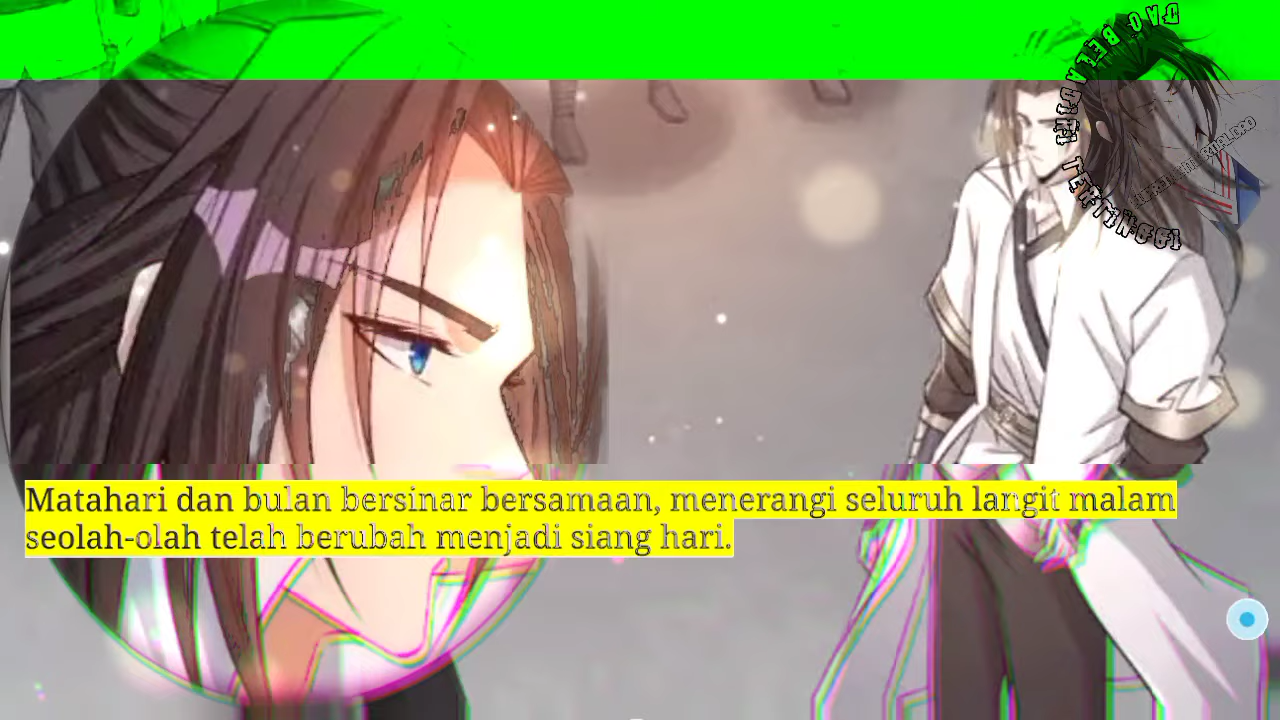 Matahari dan bulan bersinar bersamaan, menerangi seluruh langit malam
seolah-olah telah berubah menjadi siang hari.